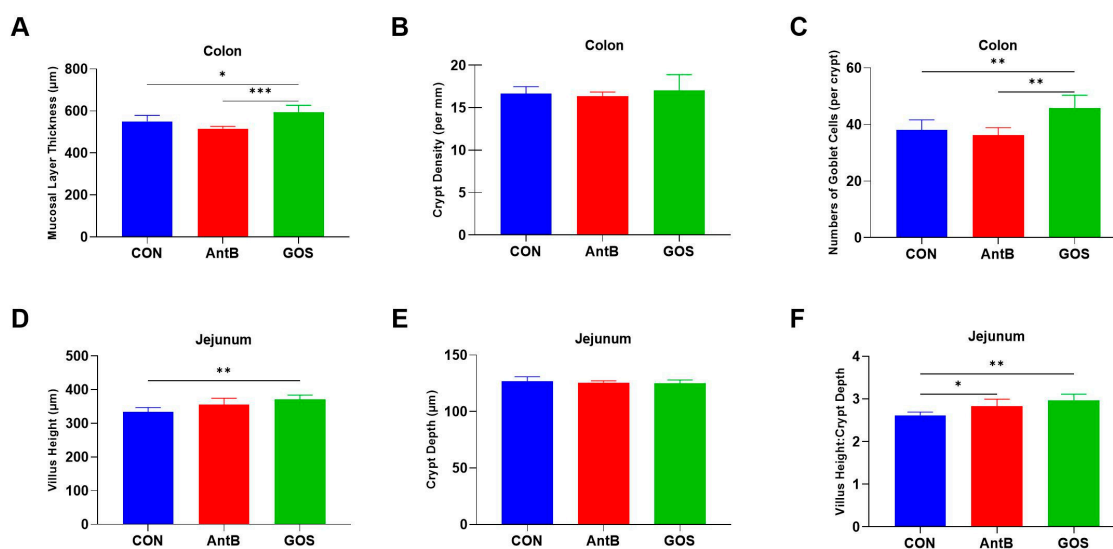 A
Colon
Mucosal Layer Thickness (μm)
800
600
400
200
0
*
***
CON AntB GOS
B
Colon
Crypt Density (per mm)
20
15
10
5
0
CON AntB GOS
C
Colon
Numbers of Goblet Cells (per crypt)
60
40
20
0
**
**
CON AntB GOS
D
Jejunum
Villus Height (μm)
500
400
300
200
100
0
**
CON AntB GOS
E
Jejunum
Crypt Depth (μm)
150
100
50
0
CON AntB GOS
F
Jejunum
Villus Height:Crypt Depth
4
3
2
1
0
**
*
CON AntB GOS